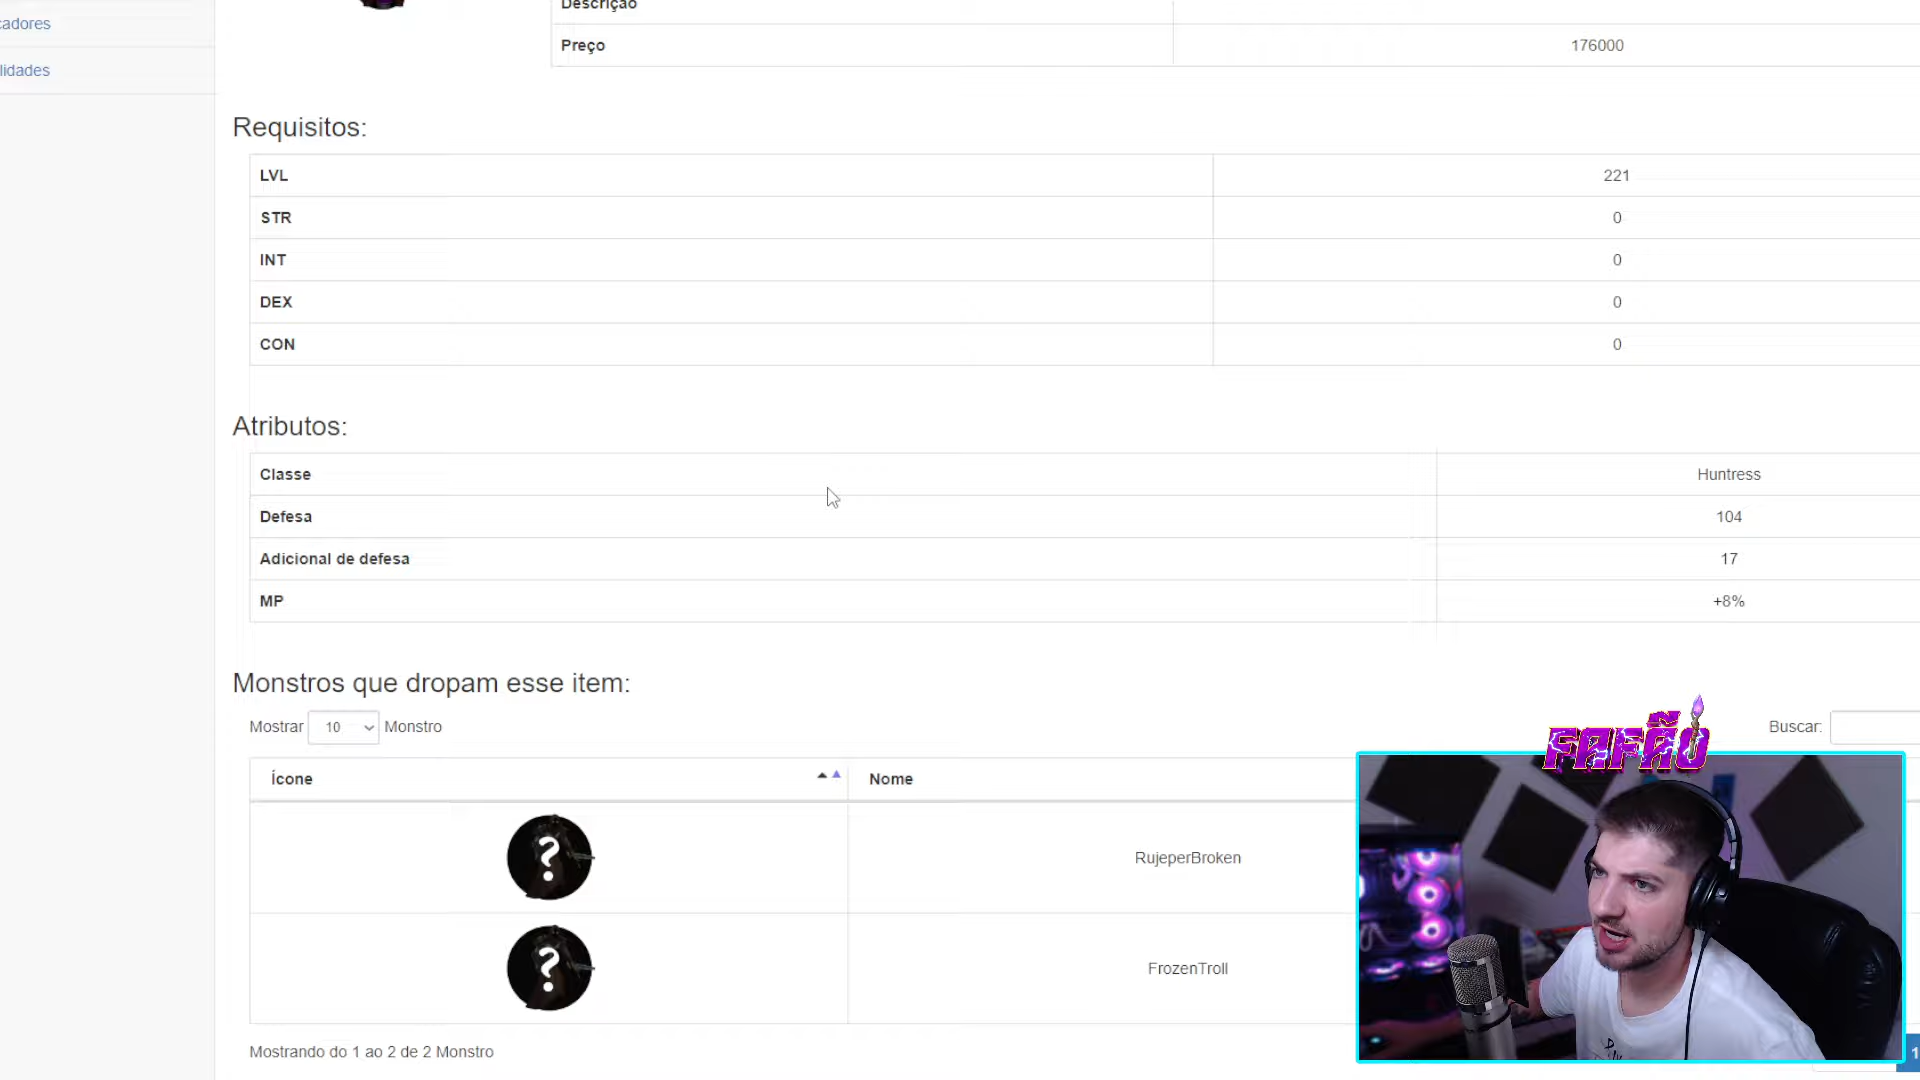 cadores
lidades
Descrição
Preço 176000
Requisitos:
LVL 221
STR 0
INT 0
DEX 0
CON 0
Atributos:
Classe Huntress
Defesa 104
Adicional de defesa 17
MP +8%
Monstros que dropam esse item:
Mostrar 10 Monstro
Buscar:
Ícone Nome
RujeperBroken
FrozenTroll
Mostrando do 1 ao 2 de 2 Monstro
1
FAFÃO